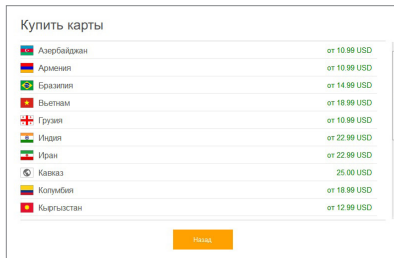 Купить карты
Азербайджан от 10.99 USD
Армения от 10.99 USD
Бразилия от 14.99 USD
Вьетнам от 18.99 USD
Грузия от 10.99 USD
Индия от 22.99 USD
Иран от 22.99 USD
Кавказ 25.00 USD
Колумбия от 18.99 USD
Кыргызстан от 12.99 USD
Назад